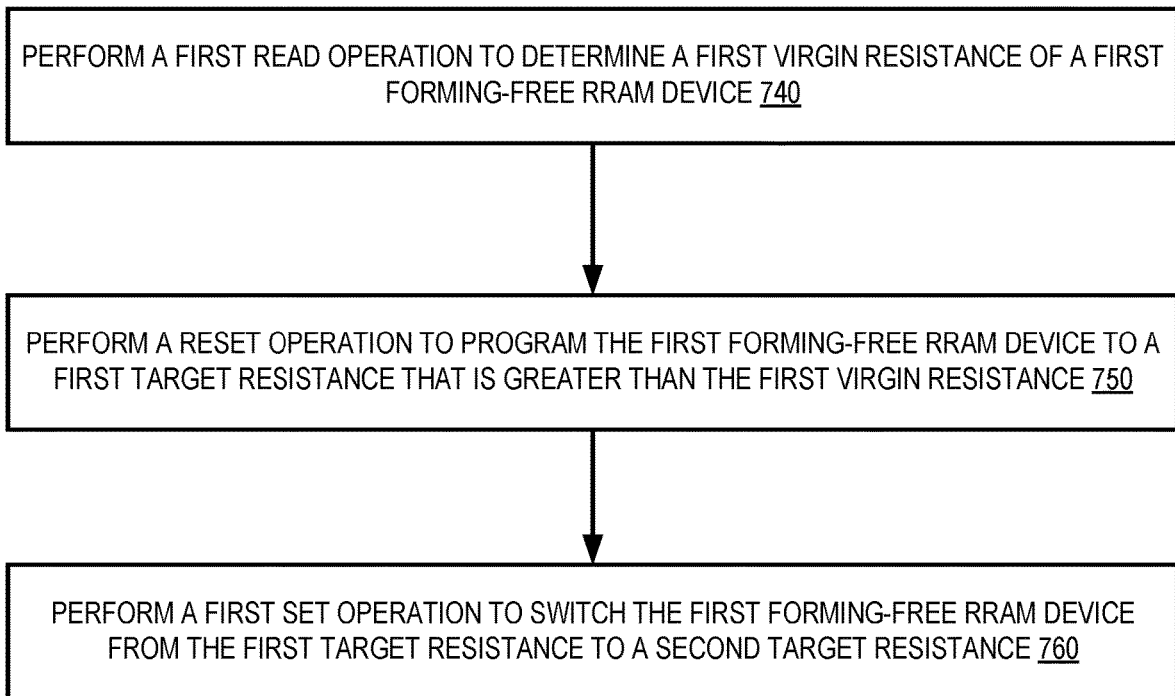 PERFORM A FIRST READ OPERATION TO DETERMINE A FIRST VIRGIN RESISTANCE OF A FIRST
FORMING-FREE RRAM DEVICE 740
PERFORM A RESET OPERATION TO PROGRAM THE FIRST FORMING-FREE RRAM DEVICE TO A
FIRST TARGET RESISTANCE THAT IS GREATER THAN THE FIRST VIRGIN RESISTANCE 750
PERFORM A FIRST SET OPERATION TO SWITCH THE FIRST FORMING-FREE RRAM DEVICE
FROM THE FIRST TARGET RESISTANCE TO A SECOND TARGET RESISTANCE 760